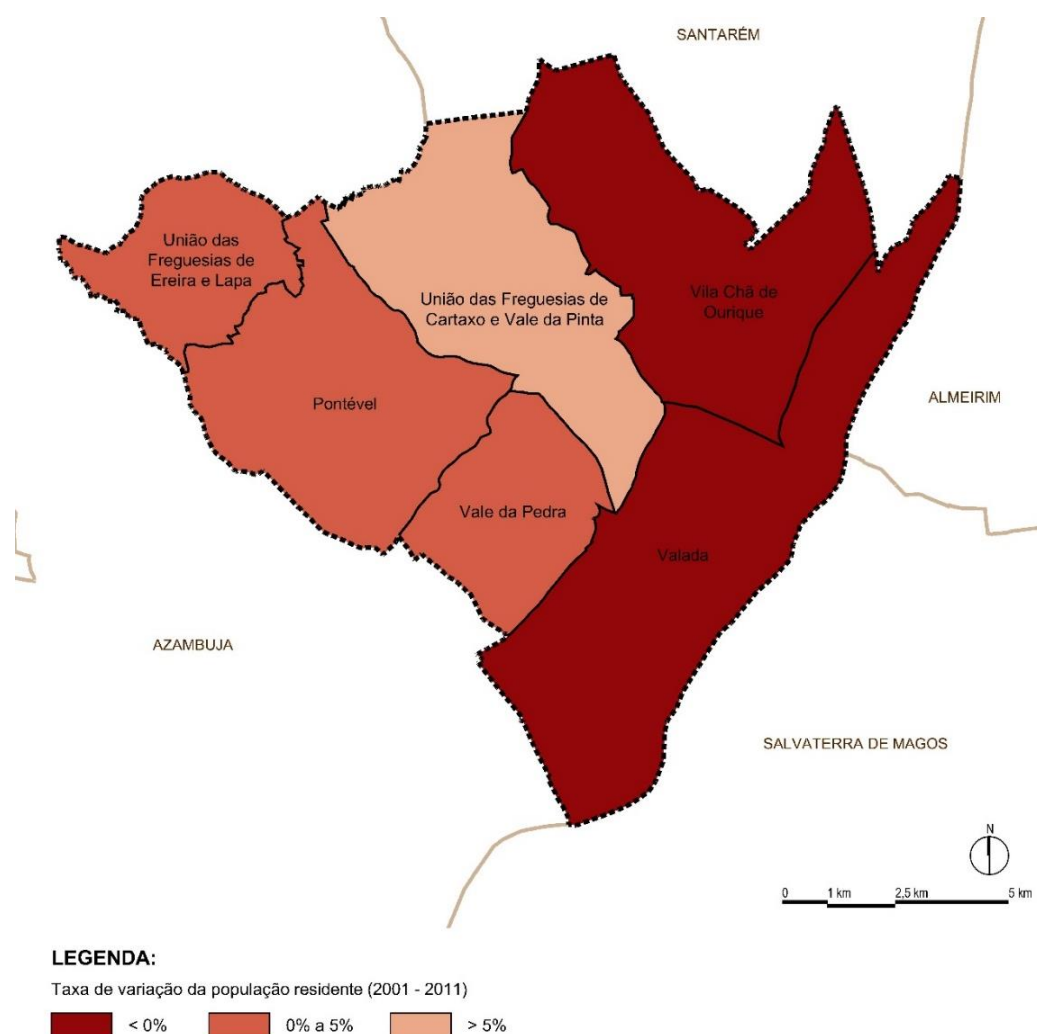 SANTARÉM
União das
Freguesias de
Ereira e Lapa
União das Freguesias de
Cartaxo e Vale da Pinta
Vila Chã de
Ourique
Pontével
ALMEIRIM
Vale da Pedra
Valada
AZAMBUJA
SALVATERRA DE MAGOS
N
0 1 km 2,5 km 5 km
LEGENDA:
Taxa de variação da população residente (2001 - 2011)
< 0% 0% a 5% > 5%